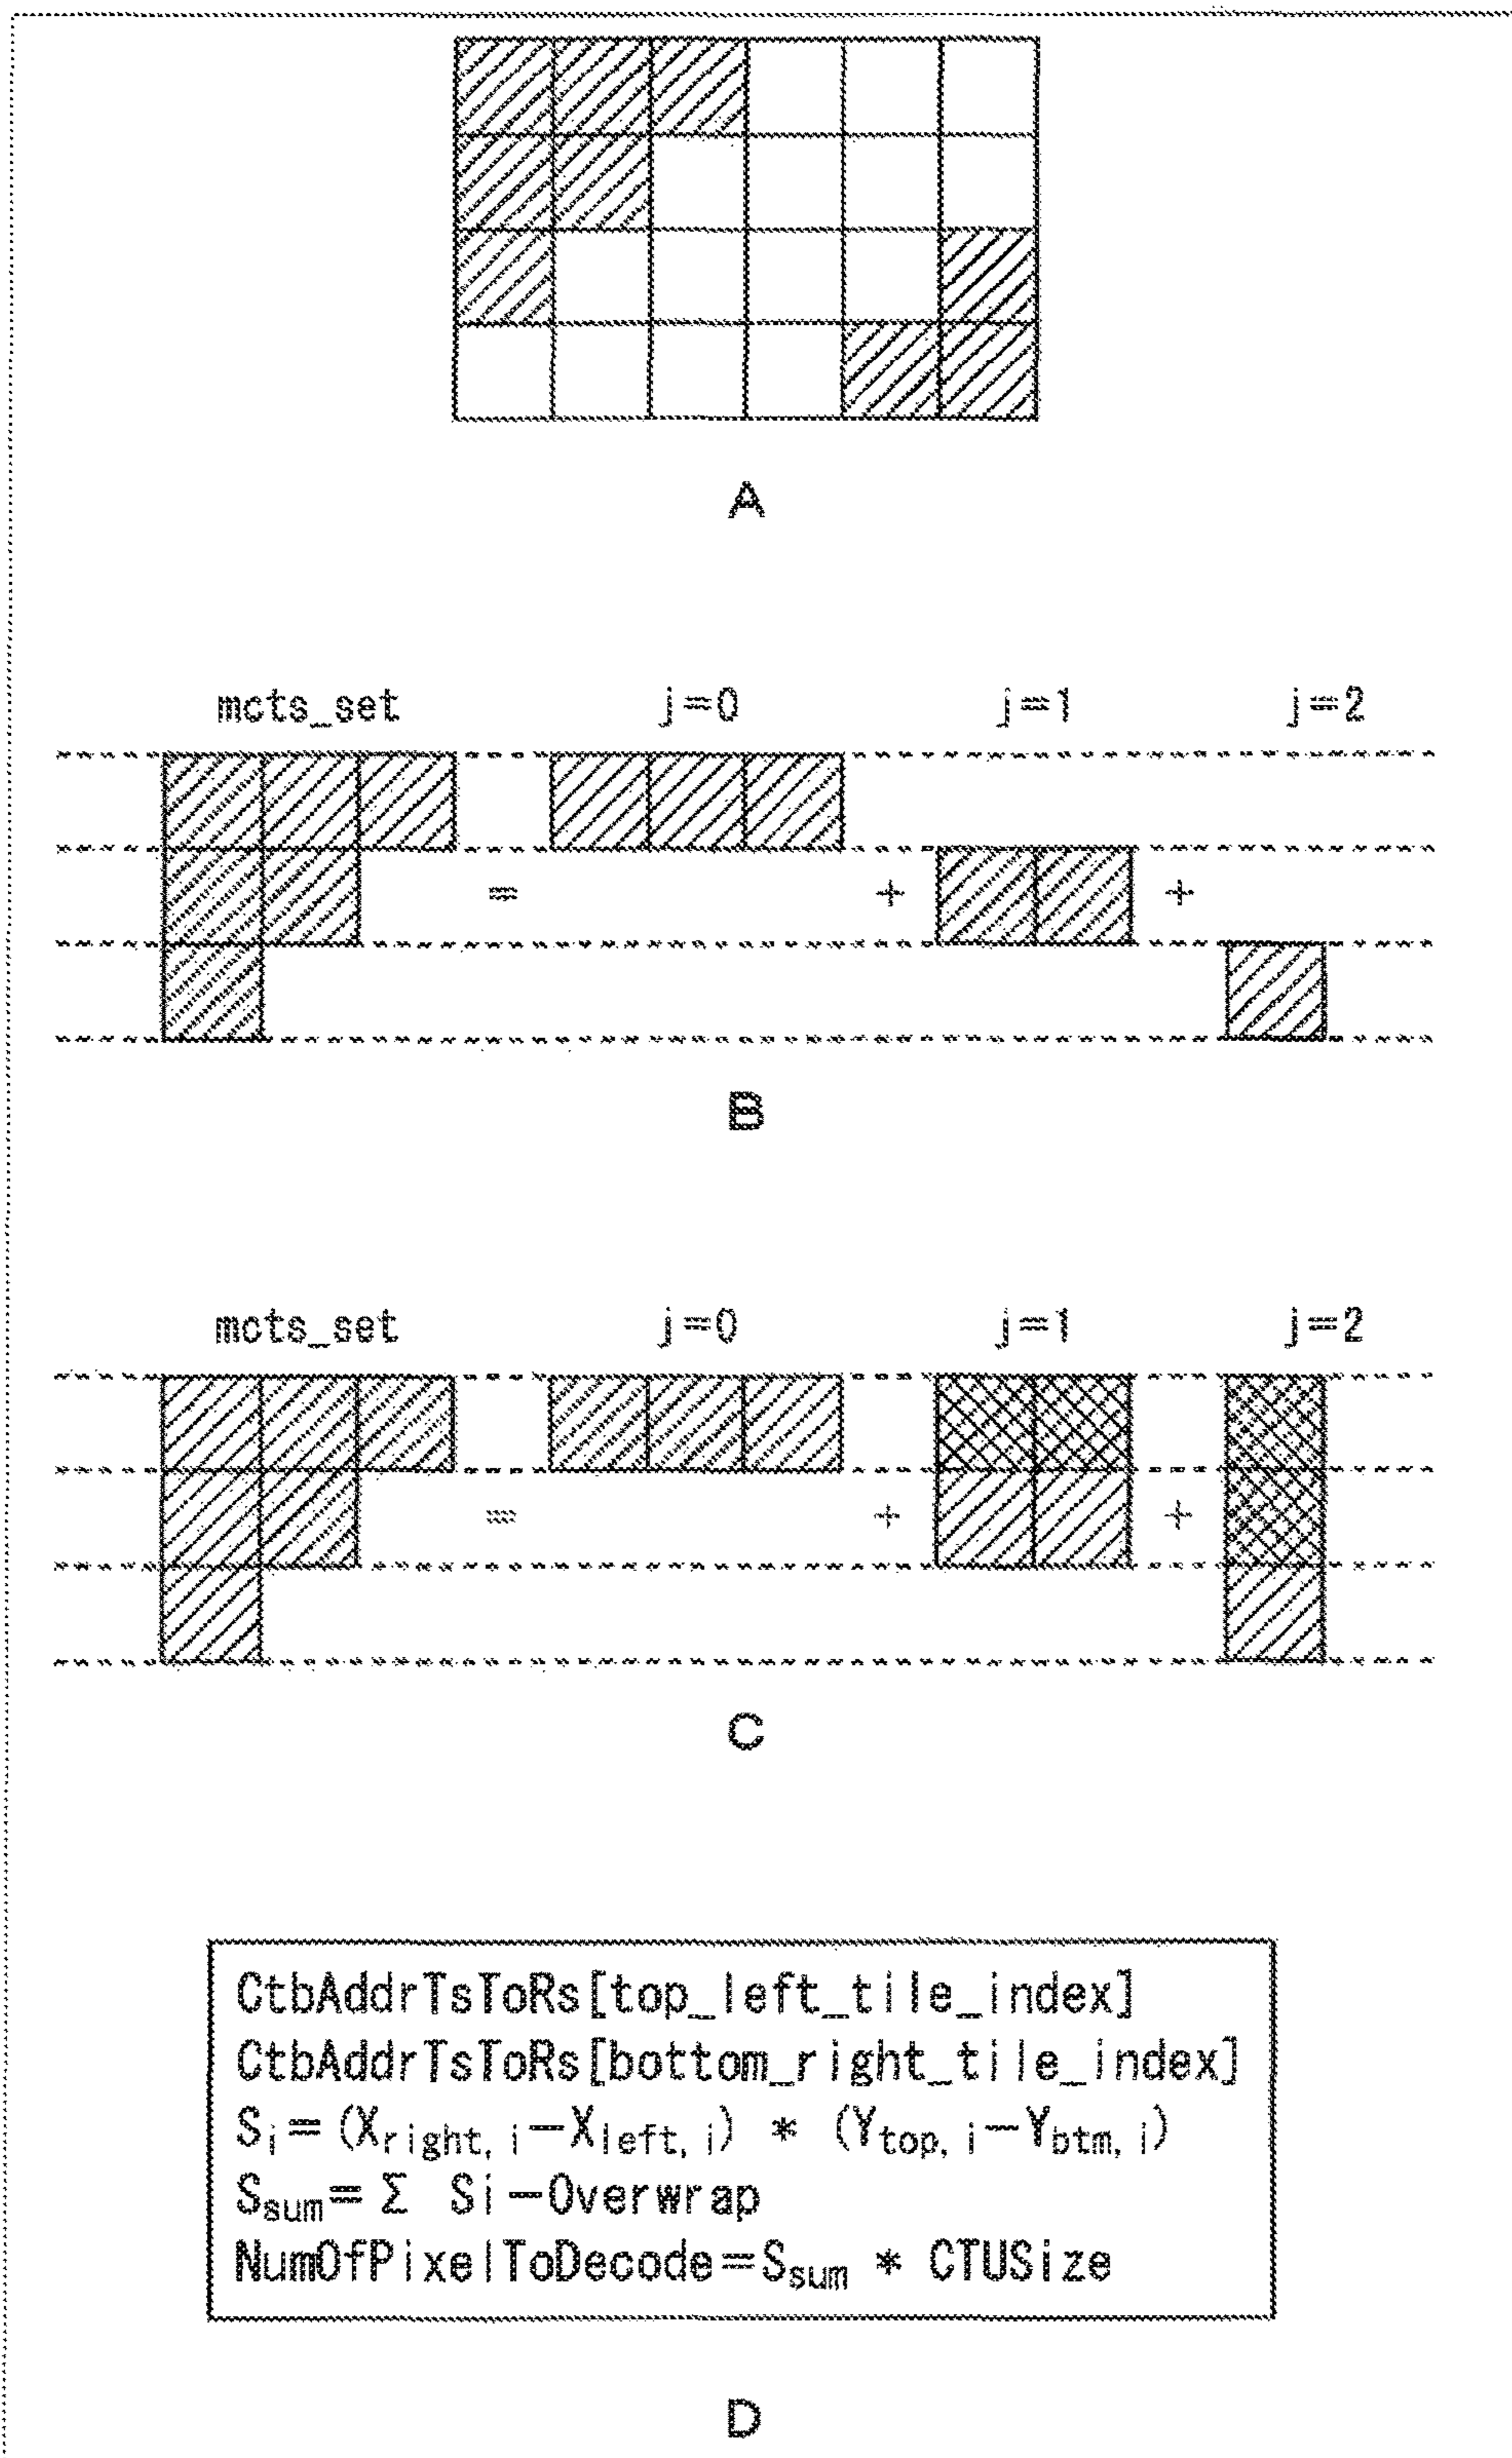 A
mcts_set j=0 j=1 j=2
= + +
B
mcts_set j=0 j=1 j=2
= + +
C
CtbAddrTsToRs[top_left_tile_index]
CtbAddrTsToRs[bottom_right_tile_index]
Si=(Xright, i-Xleft, i) * (Ytop, i-Ybtm, i)
Ssum=Σ Si-Overwrap
NumOfPixelToDecode=Ssum * CTUSize
D